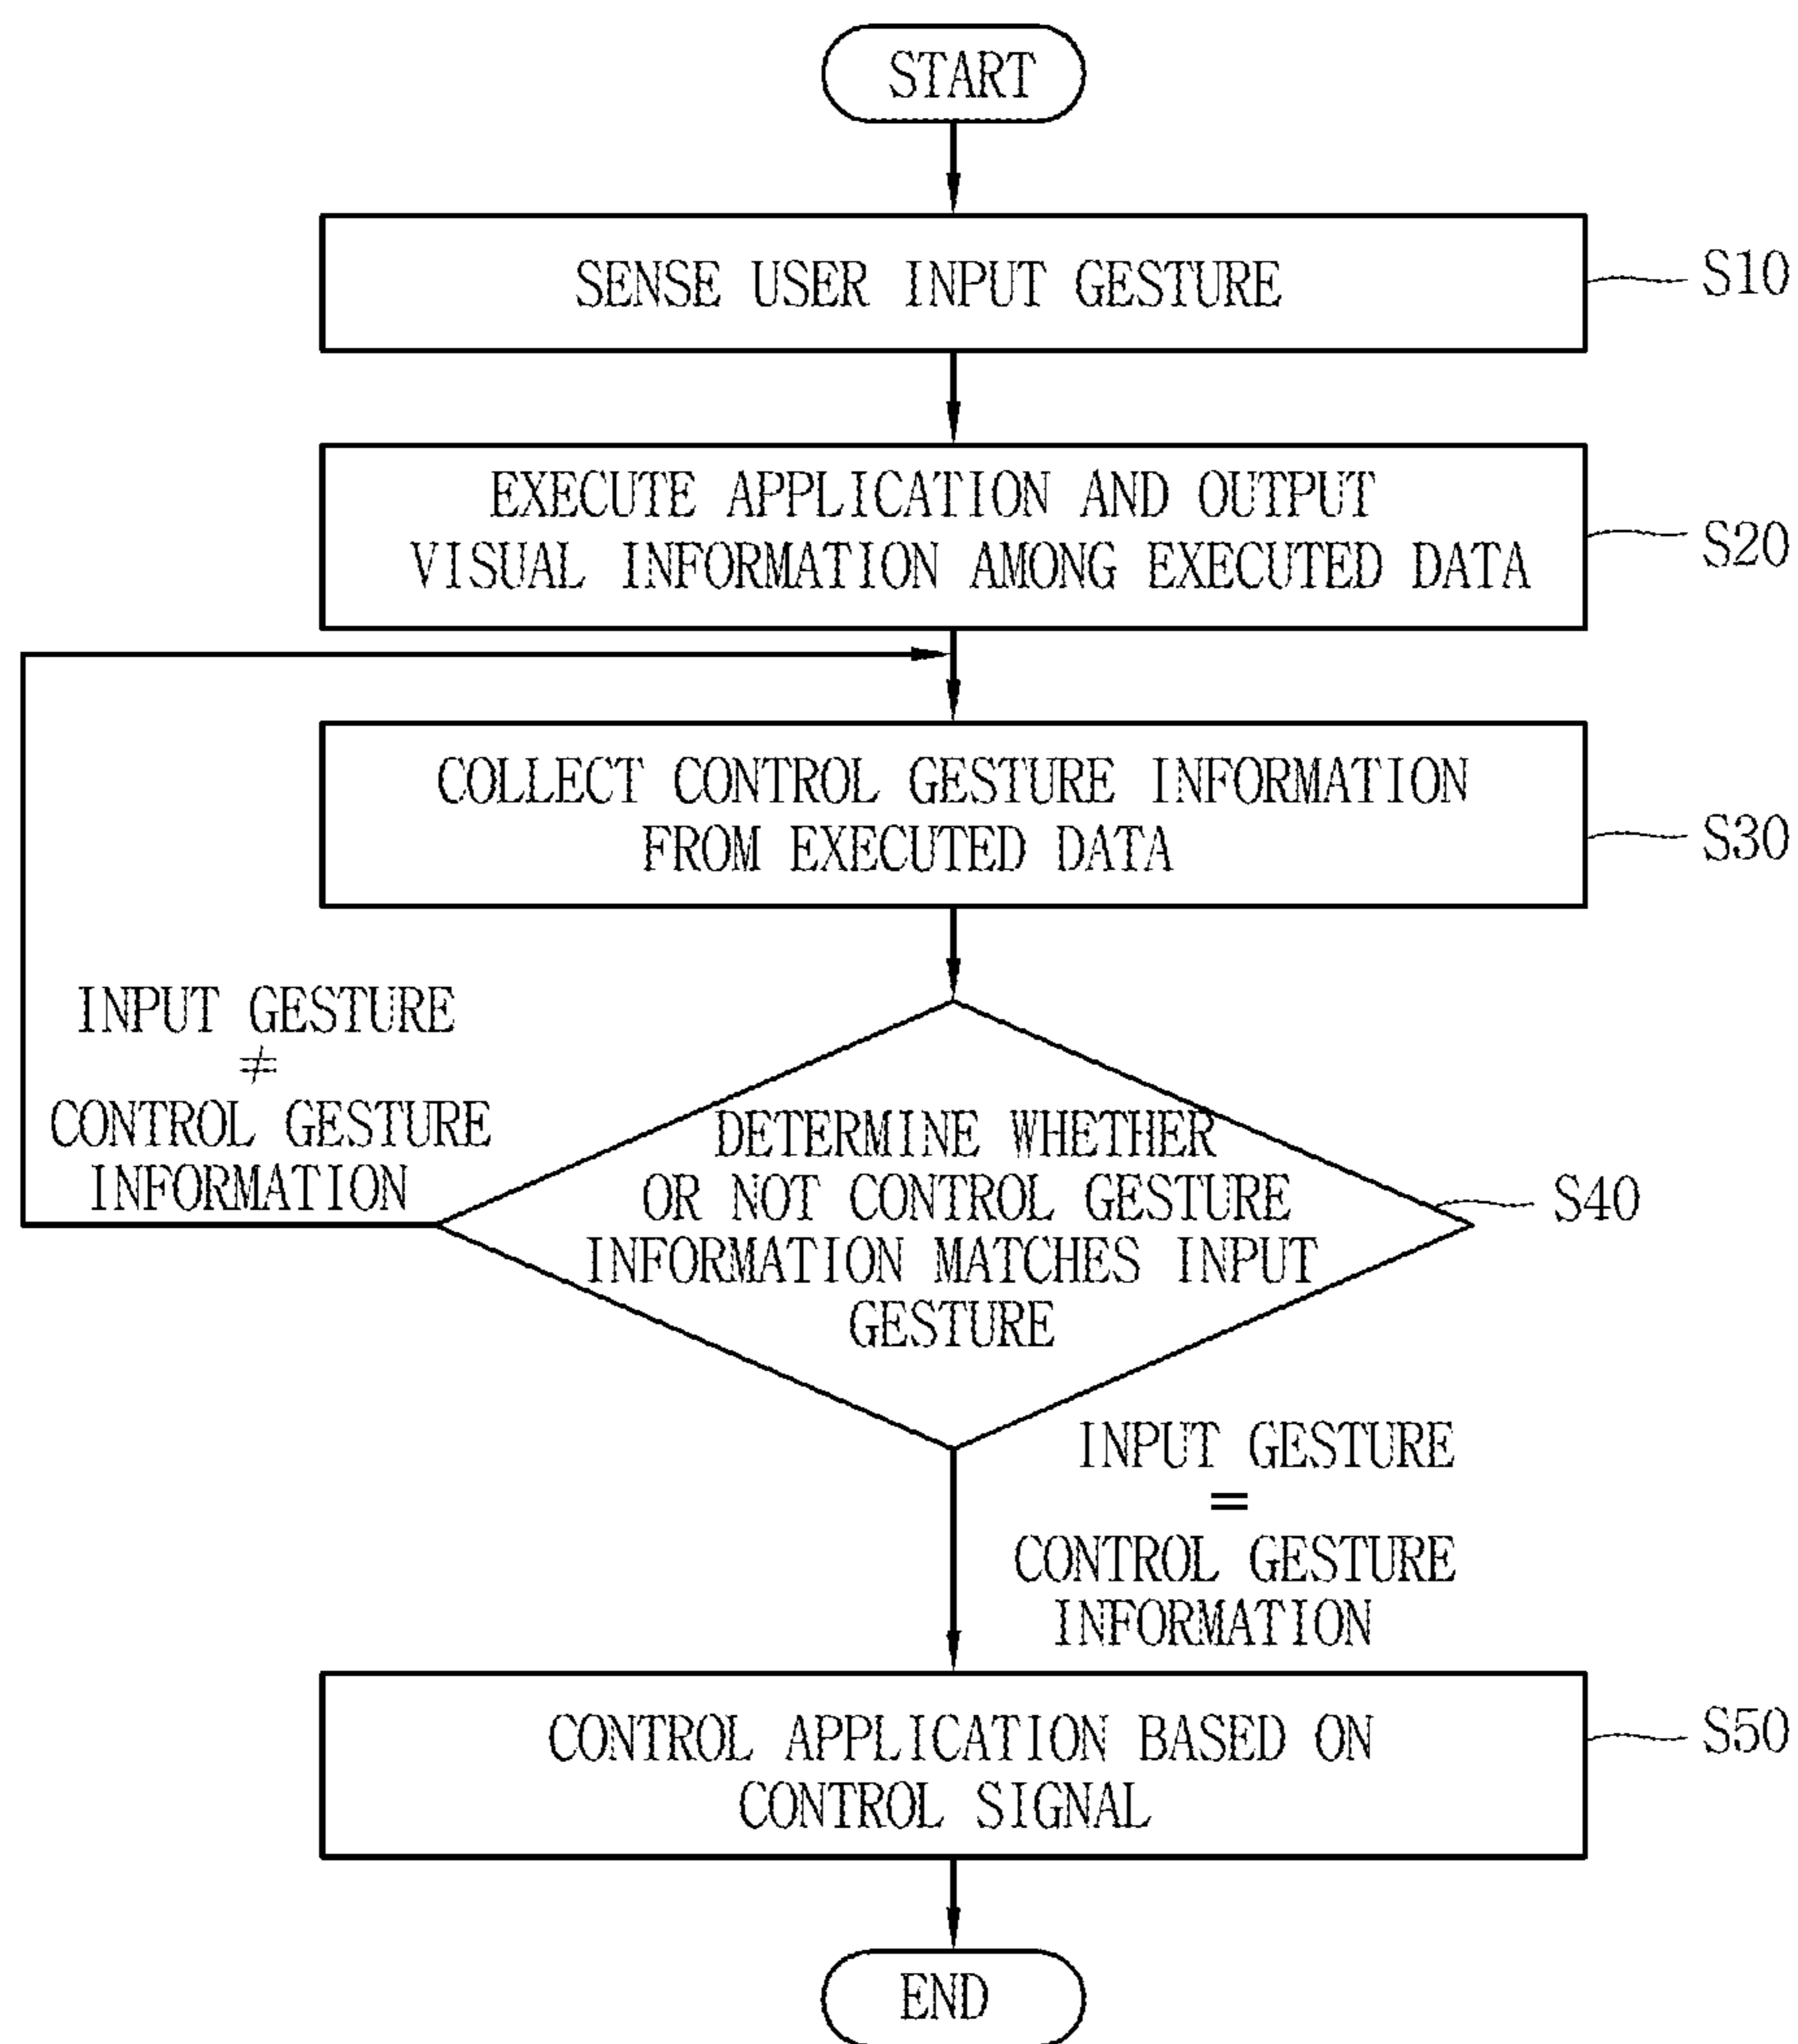 START
SENSE USER INPUT GESTURE
S10
EXECUTE APPLICATION AND OUTPUT
VISUAL INFORMATION AMONG EXECUTED DATA
S20
COLLECT CONTROL GESTURE INFORMATION
FROM EXECUTED DATA
S30
INPUT GESTURE
≠
CONTROL GESTURE
INFORMATION
DETERMINE WHETHER
OR NOT CONTROL GESTURE
INFORMATION MATCHES INPUT
GESTURE
S40
INPUT GESTURE
=
CONTROL GESTURE
INFORMATION
CONTROL APPLICATION BASED ON
CONTROL SIGNAL
S50
END